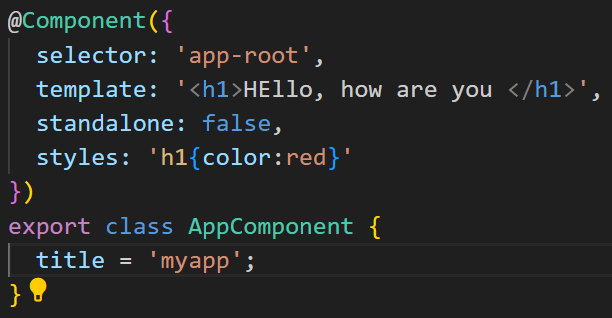 @Component({
  selector: 'app-root',
  template: '<h1>HEllo, how are you </h1>',
  standalone: false,
  styles: 'h1{color:red}'
})
export class AppComponent {
  title = 'myapp';
}